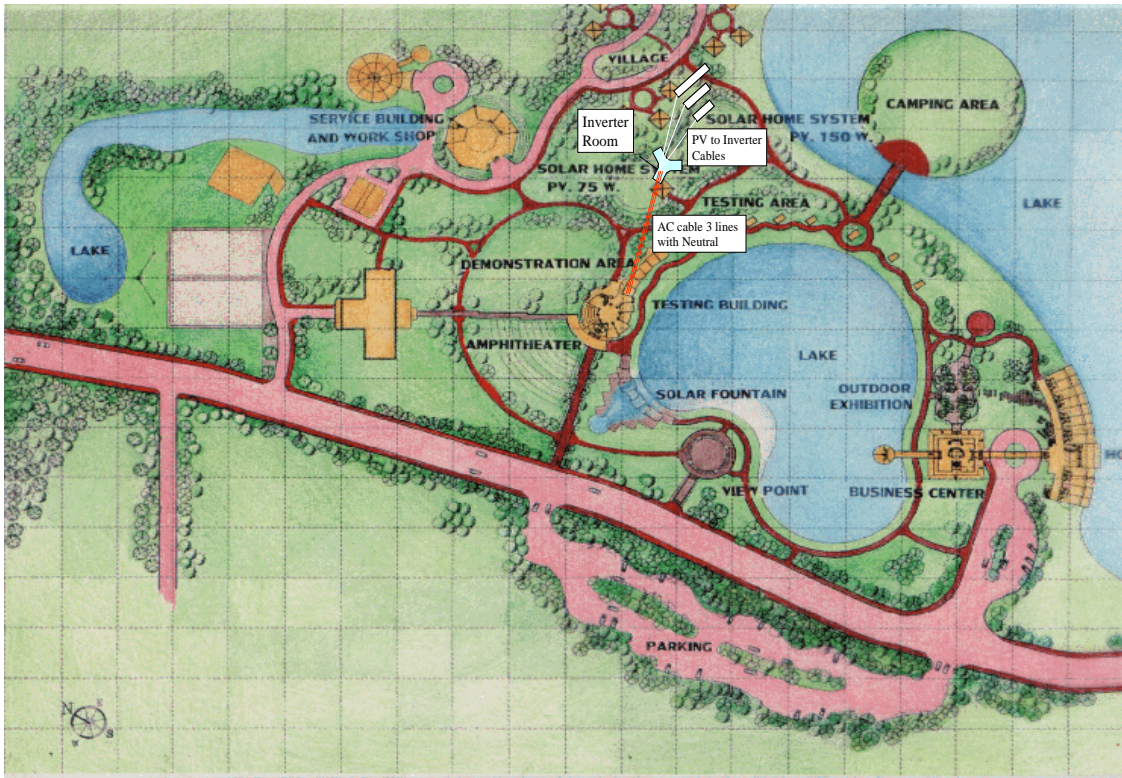 VILLAGE
CAMPING AREA
SERVICE BUILDING
AND WORK SHOP
Inverter
Room
SOLAR HOME SYSTEM
PV. 150 W.
PV to Inverter
Cables
SOLAR HOME SYSTEM
PV. 75 W.
TESTING AREA
LAKE
AC cable 3 lines
with Neutral
LAKE
DEMONSTRATION AREA
TESTING BUILDING
AMPHITHEATER
LAKE
SOLAR FOUNTAIN
OUTDOOR
EXHIBITION
HO
VIEW POINT
BUSINESS CENTER
PARKING
N
E
W
S